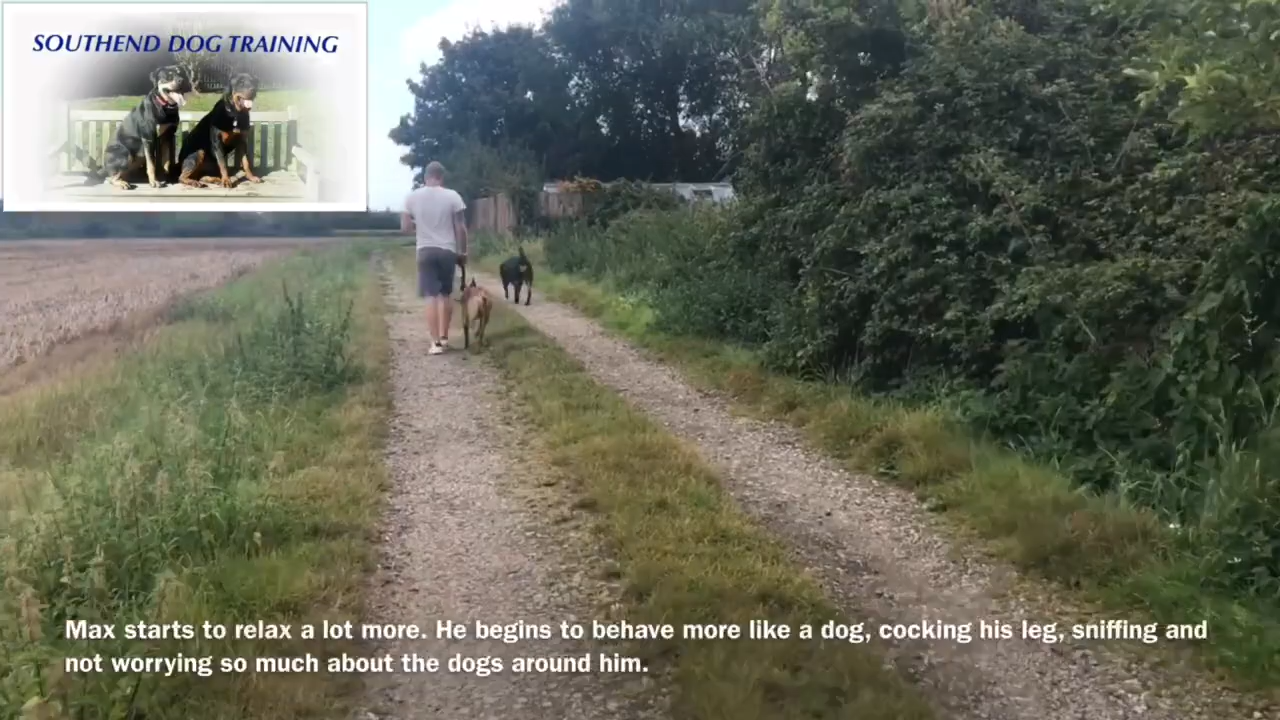 SOUTHEND DOG TRAINING
Max starts to relax a lot more. He begins to behave more like a dog, cocking his leg, sniffing and
not worrying so much about the dogs around him.